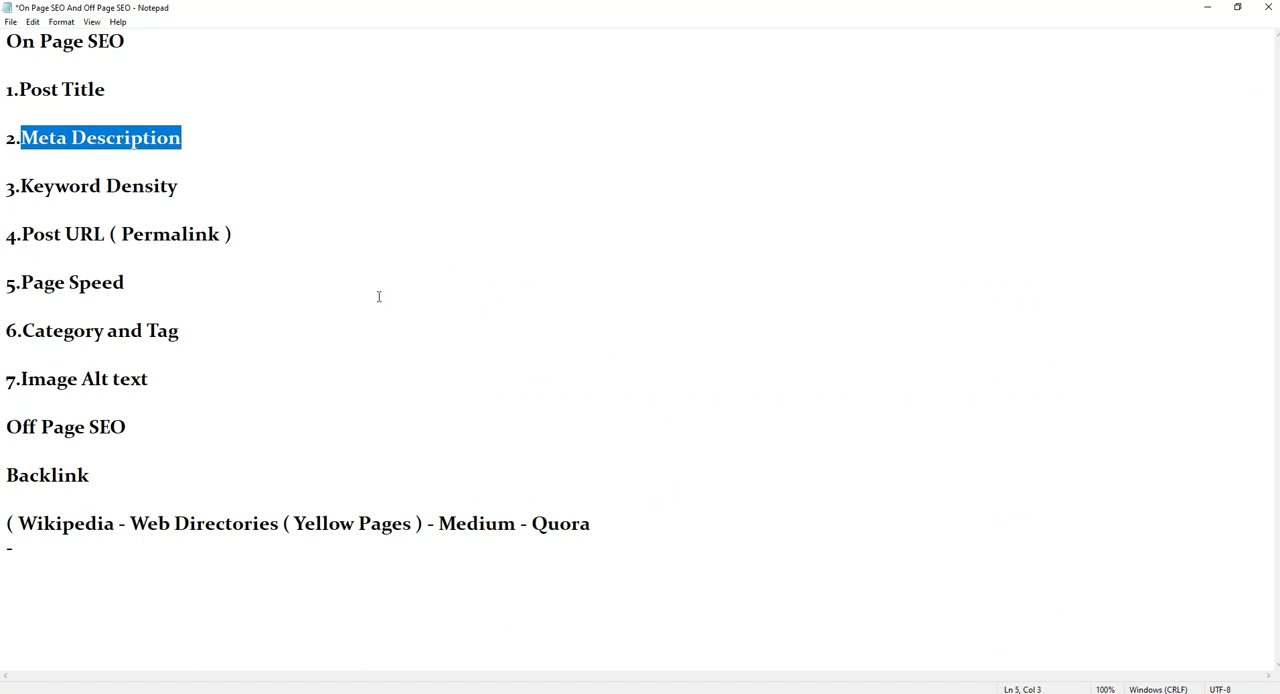 *On Page SEO And Off Page SEO - Notepad
File Edit Format View Help
On Page SEO
1.Post Title
2.Meta Description
3.Keyword Density
4.Post URL ( Permalink )
5.Page Speed
6.Category and Tag
7.Image Alt text
Off Page SEO
Backlink
( Wikipedia - Web Directories ( Yellow Pages ) - Medium - Quora
-
Ln 5, Col 3 100% Windows (CRLF) UTF-8